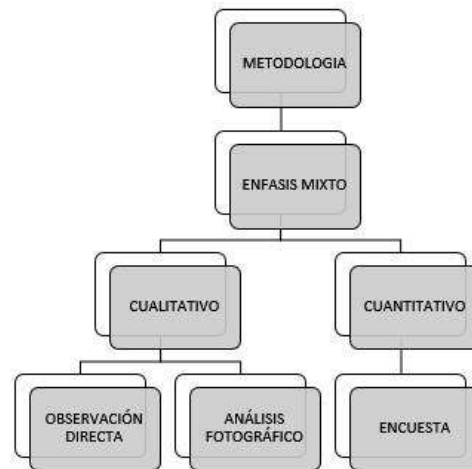 METODOLOGIA
ENFASIS MIXTO
CUALITATIVO
CUANTITATIVO
OBSERVACIÓN
DIRECTA
ANÁLISIS
FOTOGRÁFICO
ENCUESTA